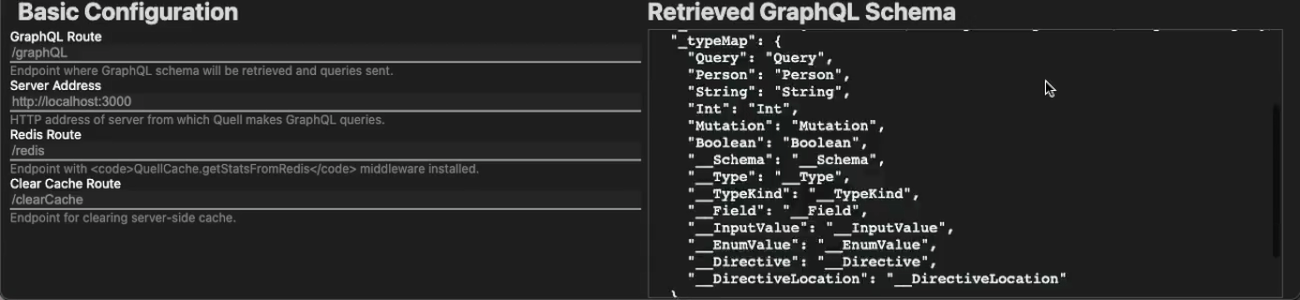 Basic Configuration
GraphQL Route
/graphQL
Endpoint where GraphQL schema will be retrieved and queries sent.
Server Address
http://localhost:3000
HTTP address of server from which Quell makes GraphQL queries.
Redis Route
/redis
Endpoint with <code>QuellCache.getStatsFromRedis</code> middleware installed.
Clear Cache Route
/clearCache
Endpoint for clearing server-side cache.
Retrieved GraphQL Schema
"_typeMap": {
"Query": "Query",
"Person": "Person",
"String": "String",
"Int": "Int",
"Mutation": "Mutation",
"Boolean": "Boolean",
"__Schema": "__Schema",
"__Type": "__Type",
"__TypeKind": "__TypeKind",
"__Field": "__Field",
"__InputValue": "__InputValue",
"__EnumValue": "__EnumValue",
"__Directive": "__Directive",
"__DirectiveLocation": "__DirectiveLocation"